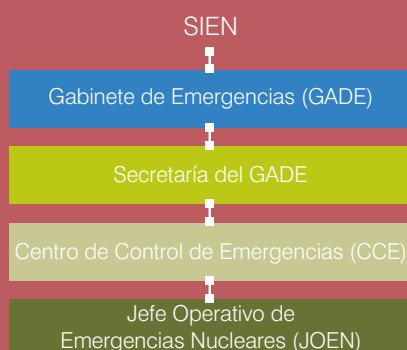 SIEN
Gabinete de Emergencias (GADE)
Secretaría del GADE
Centro de Control de Emergencias (CCE)
Jefe Operativo de
Emergencias Nucleares (JOEN)